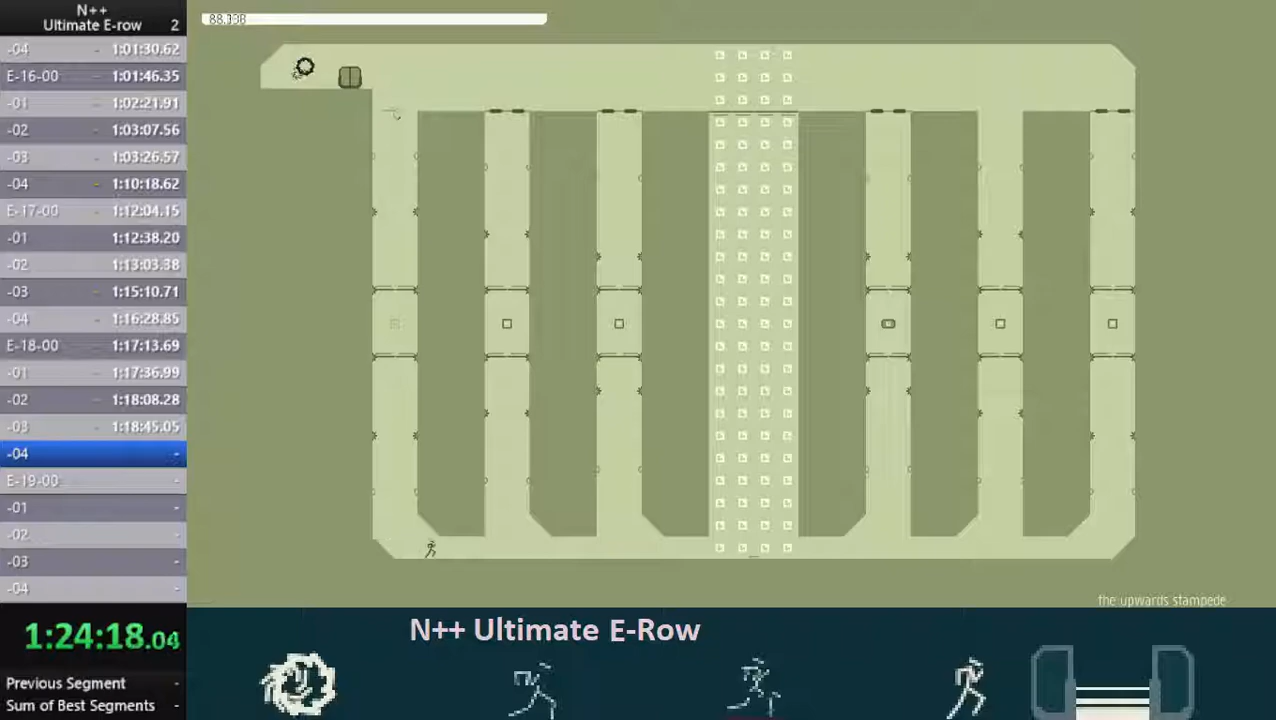 N++
Ultimate E-row 2
-04 - 1:01:30.62
E-16-00 - 1:01:46.35
-01 - 1:02:21.91
-02 - 1:03:07.56
-03 - 1:03:26.57
-04 - 1:10:18.62
E-17-00 - 1:12:04.15
-01 - 1:12:38.20
-02 - 1:13:03.38
-03 - 1:15:10.71
-04 - 1:16:28.85
E-18-00 - 1:17:13.69
-01 - 1:17:36.99
-02 - 1:18:08.28
-03 - 1:18:45.05
-04 -
E-19-00 -
-01 -
-02 -
-03 -
-04 -
1:24:18.04
Previous Segment -
Sum of Best Segments -
the upwards stampede
N++ Ultimate E-Row